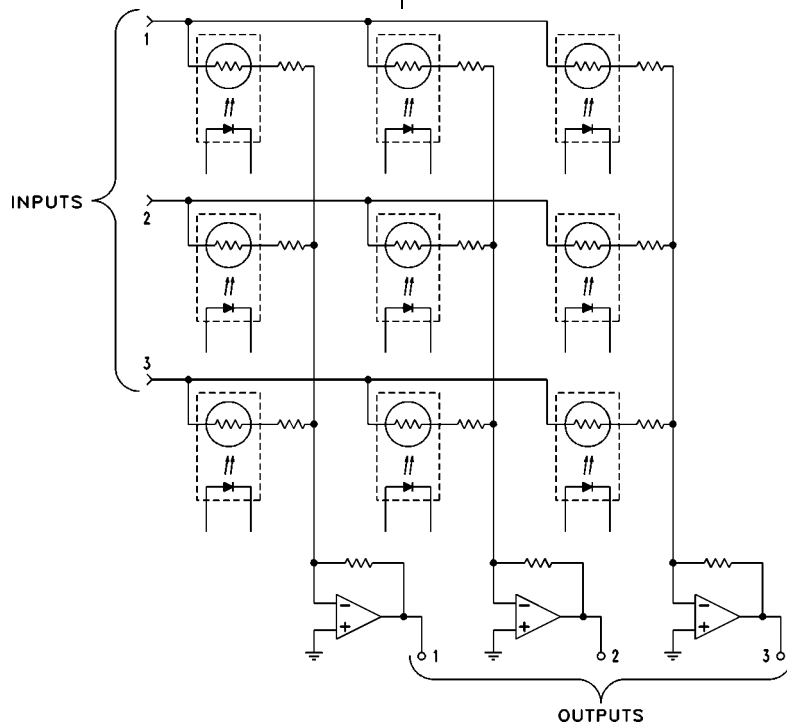 1
INPUTS
2
3
− + 1
− + 2
− + 3
OUTPUTS